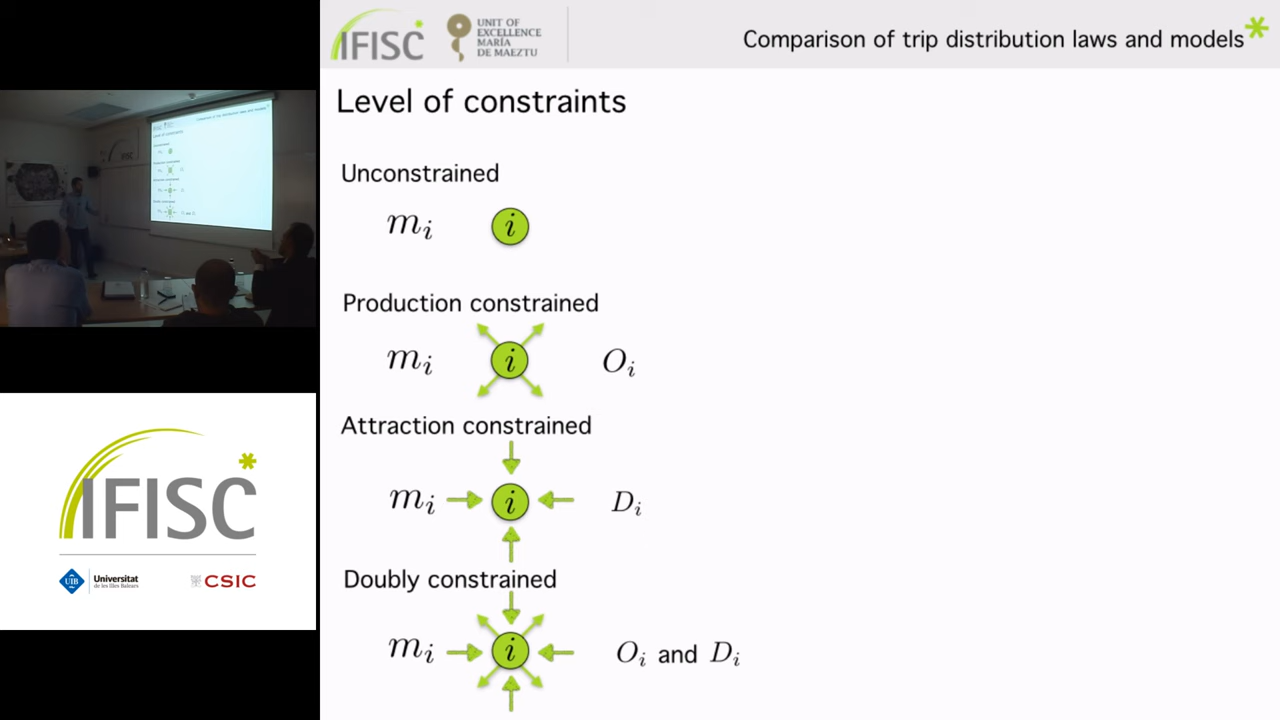 IFISC
UNIT OF
EXCELLENCE
MARÍA
DE MAEZTU
Comparison of trip distribution laws and models
Level of constraints
Unconstrained
m_i i
Production constrained
m_i i O_i
Attraction constrained
m_i i D_i
Doubly constrained
m_i i O_i and D_i
IFISC
UIB Universitat
de les Illes Balears
CSIC